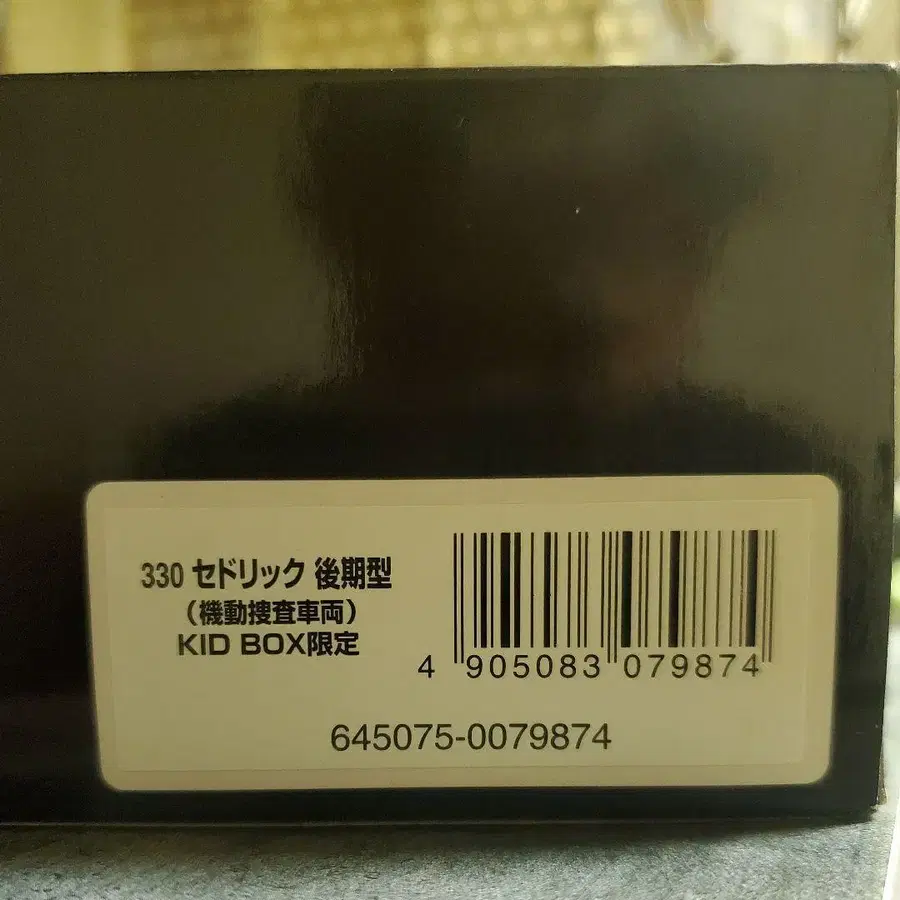 330 セドリック 後期型
（機動捜査車両）
KID BOX限定
4 905083 079874
645075-0079874